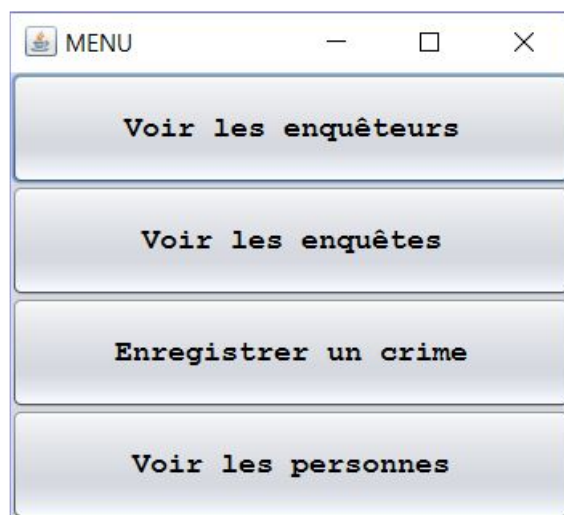 MENU
Voir les enquêteurs
Voir les enquêtes
Enregistrer un crime
Voir les personnes